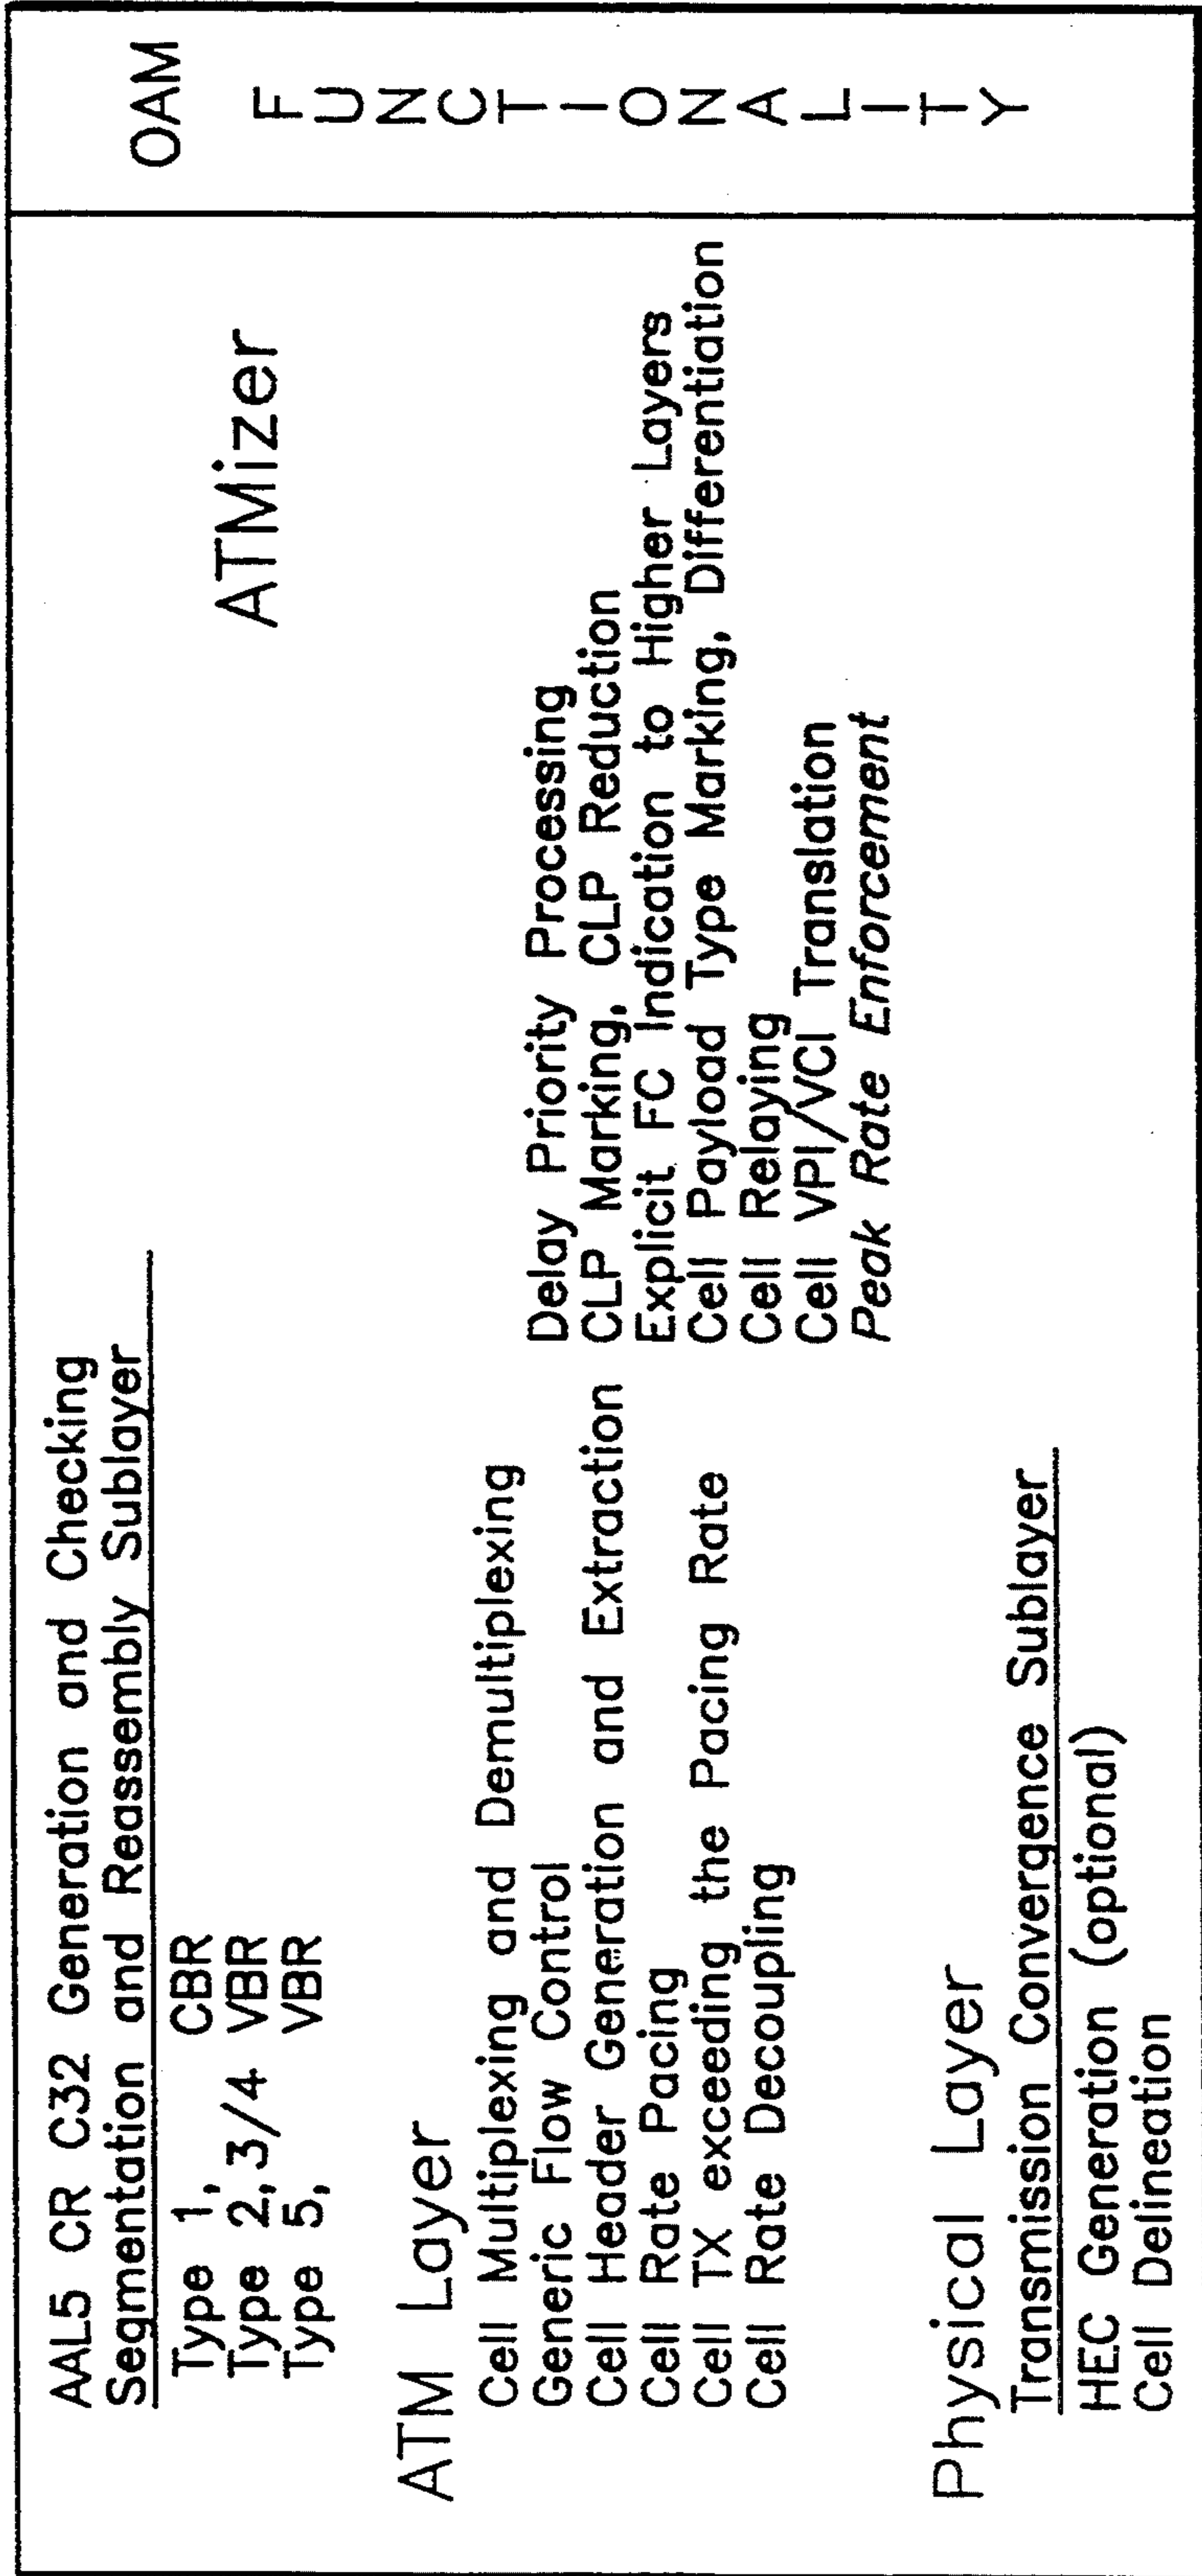 AAL5 CR C32 Generation and Checking
Segmentation and Reassembly Sublayer
Type 1, CBR
Type 2,3/4 VBR
Type 5, VBR
ATMizer
ATM Layer
Cell Multiplexing and Demultiplexing
Generic Flow Control
Cell Header Generation and Extraction
Cell Rate Pacing
Cell TX exceeding the Pacing Rate
Cell Rate Decoupling
Delay Priority Processing
CLP Marking, CLP Reduction
Explicit FC Indication to Higher Layers
Cell Payload Type Marking, Differentiation
Cell Relaying
Cell VPI/VCI Translation
Peak Rate Enforcement
Physical Layer
Transmission Convergence Sublayer
HEC Generation (optional)
Cell Delineation
OAM
FUNCTIONALITY